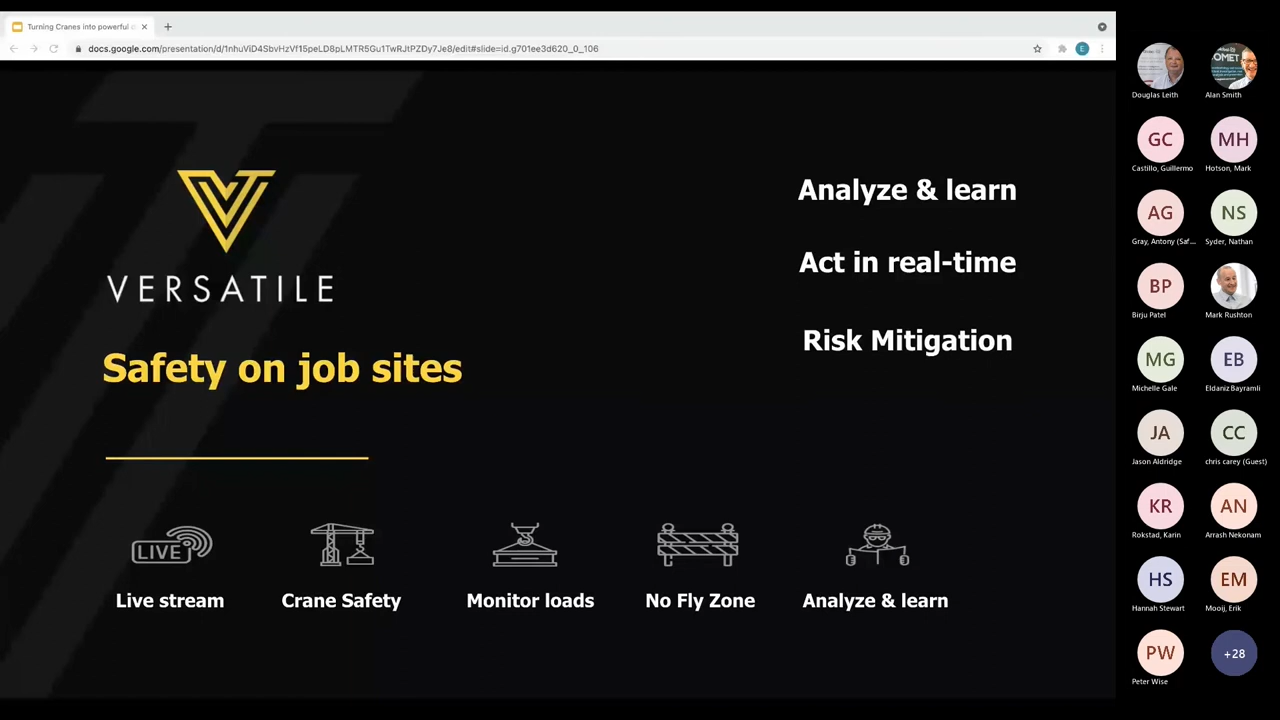 Turning Cranes into powerful d
docs.google.com/presentation/d/1nhuViD4SbvHzVf15peLD8pLMTR5Gu1TwRJtPZDy7Je8/edit#slide=id.g701ee3d620_0_106
E
VERSATILE
Safety on job sites
Analyze & learn
Act in real-time
Risk Mitigation
LIVE
Live stream
Crane Safety
Monitor loads
No Fly Zone
Analyze & learn
OMET
Douglas Leith
Alan Smith
GC
MH
Castillo, Guillermo
Hotson, Mark
AG
NS
Gray, Antony (Saf...
Syder, Nathan
BP
Birju Patel
Mark Rushton
MG
EB
Michelle Gale
Eldaniz Bayramli
JA
CC
Jason Aldridge
chris carey (Guest)
KR
AN
Rokstad, Karin
Arrash Nekonam
HS
EM
Hannah Stewart
Mooij, Erik
PW
+28
Peter Wise